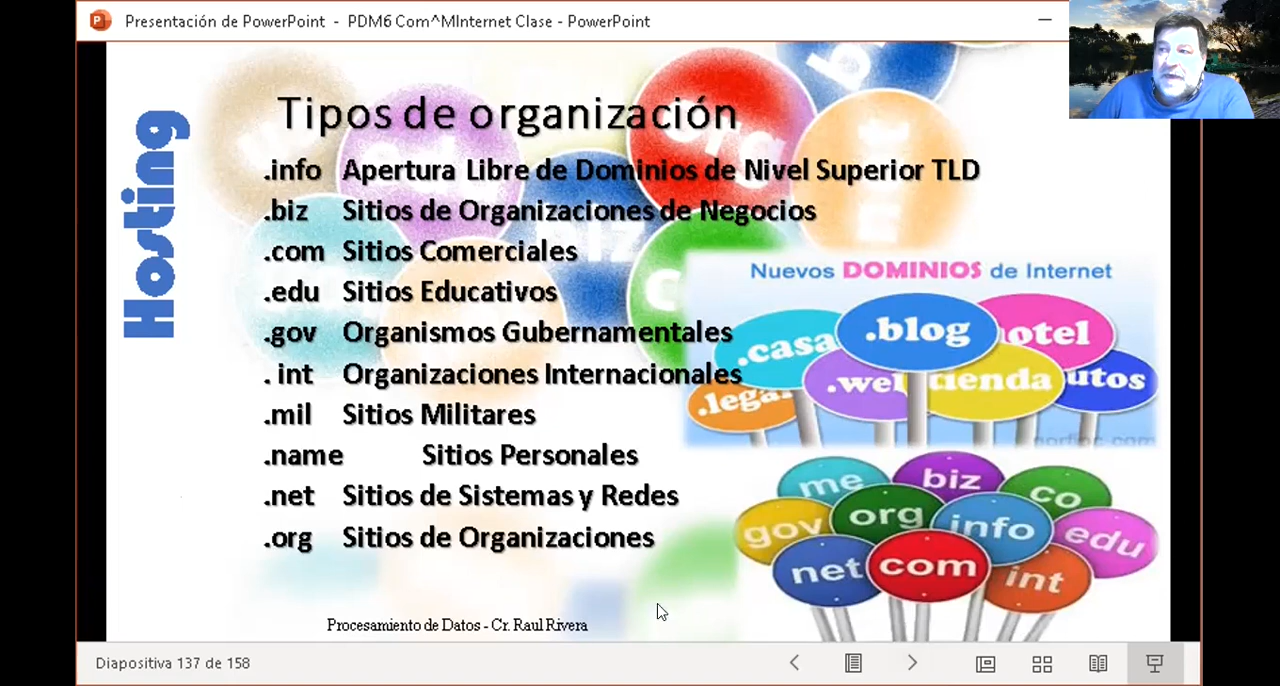 Presentación de PowerPoint - PDM6 Com^MInternet Clase - PowerPoint
Hosting
Tipos de organización
.info Apertura Libre de Dominios de Nivel Superior TLD
.biz Sitios de Organizaciones de Negocios
.com Sitios Comerciales
.edu Sitios Educativos
.gov Organismos Gubernamentales
. int Organizaciones Internacionales
.mil Sitios Militares
.name Sitios Personales
.net Sitios de Sistemas y Redes
.org Sitios de Organizaciones
Nuevos DOMINIOS de Internet
.casa .blog hotel
.legal .web tienda utos
me biz co
gov org info edu
net com int
Procesamiento de Datos - Cr. Raul Rivera
Diapositiva 137 de 158